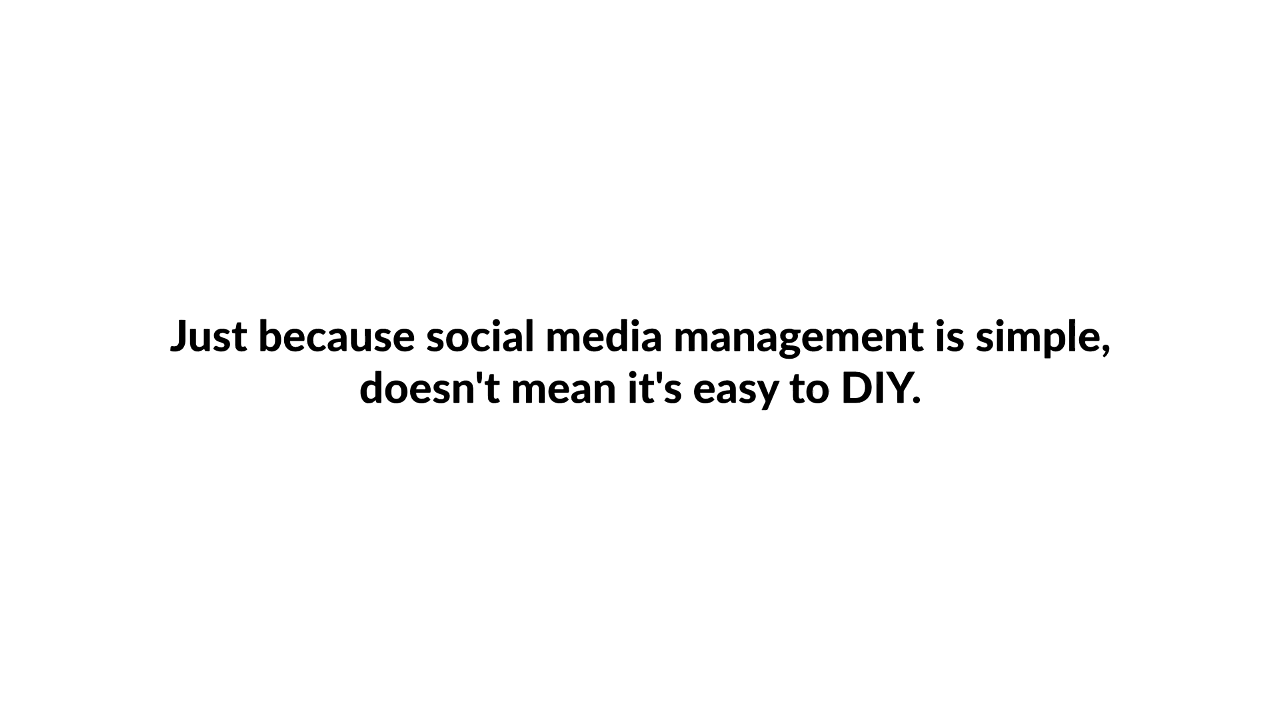 Just because social media management is simple,
doesn't mean it's easy to DIY.